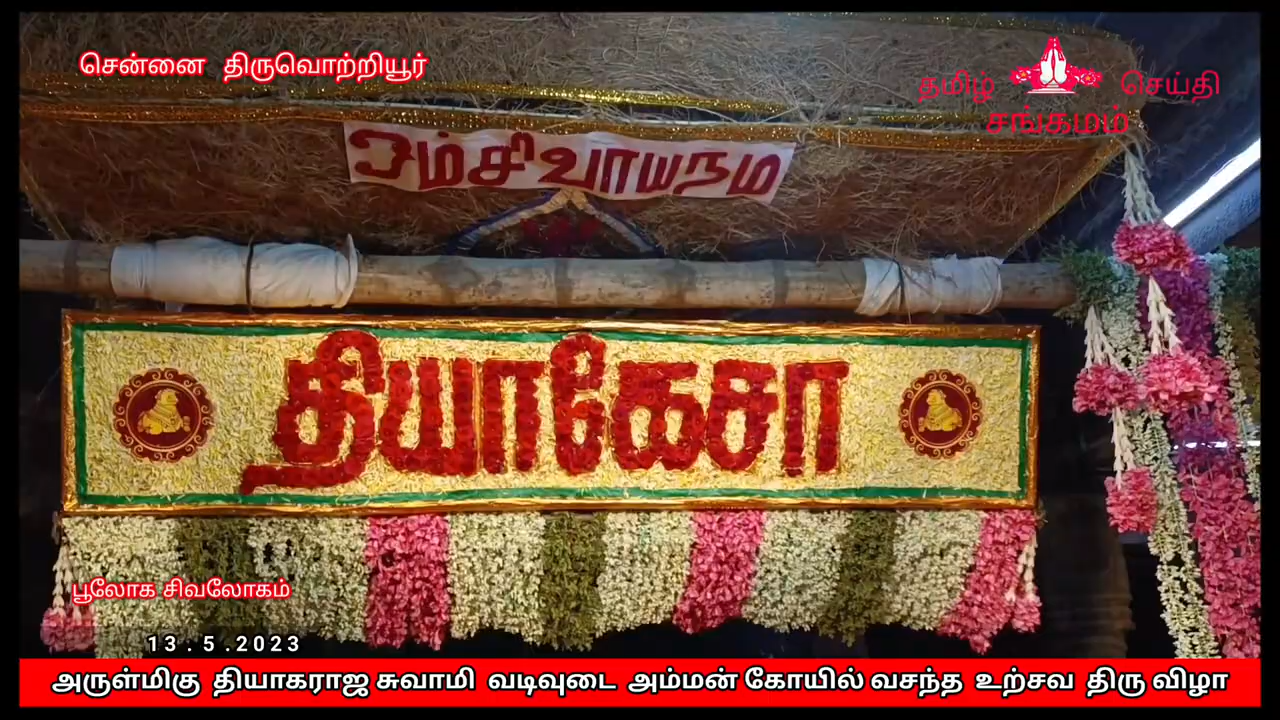 சென்னை திருவொற்றியூர்
தமிழ் செய்தி
சங்கமம்
ஓம்சிவாயநம
தியாகேசா
பூலோக சிவலோகம்
13.5.2023
அருள்மிகு தியாகராஜ சுவாமி வடிவுடை அம்மன் கோயில் வசந்த உற்சவ திரு விழா